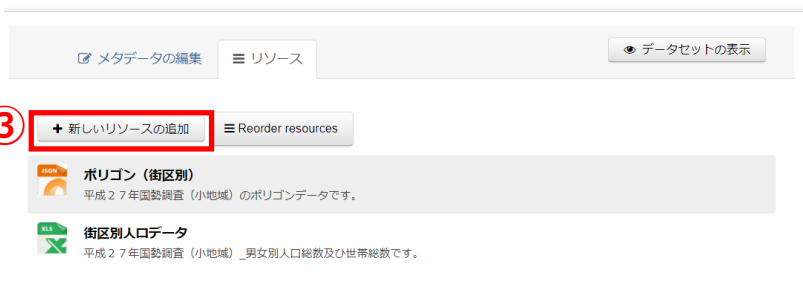 メタデータの編集 リソース データセットの表示
③ 新しいリソースの追加 Reorder resources
JSON ポリゴン（街区別）
平成２７年国勢調査（小地域）のポリゴンデータです。
XLS 街区別人口データ
平成２７年国勢調査（小地域）_男女別人口総数及び世帯総数です。